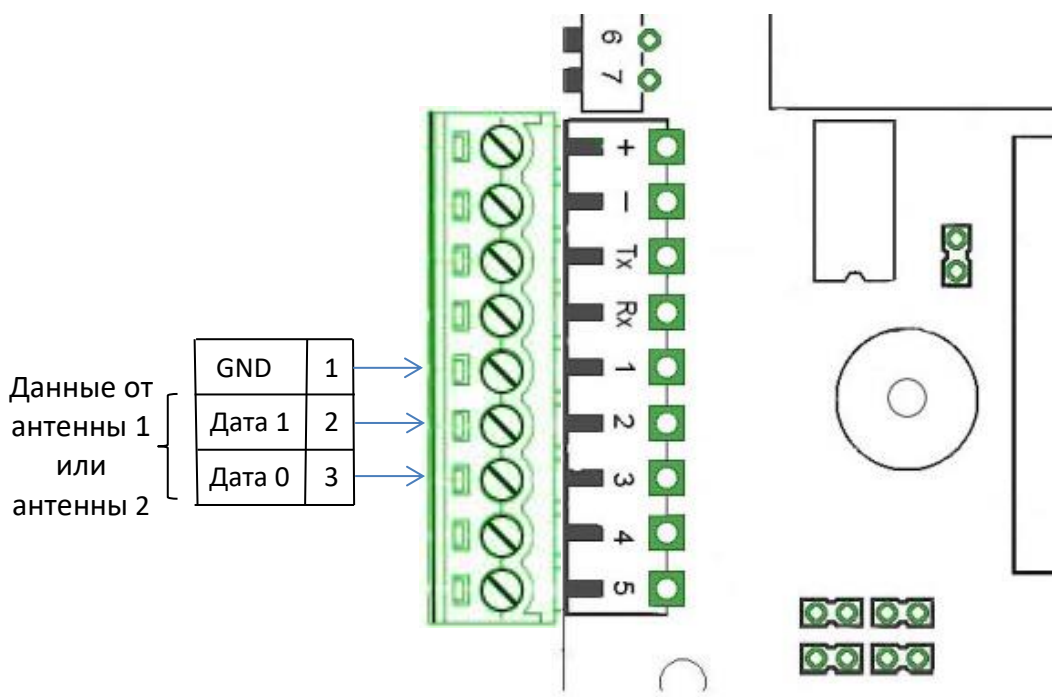 6
7
+
−
Tx
Rx
1
2
3
4
5
GND 1
Дата 1 2
Дата 0 3
Данные от
антенны 1
или
антенны 2